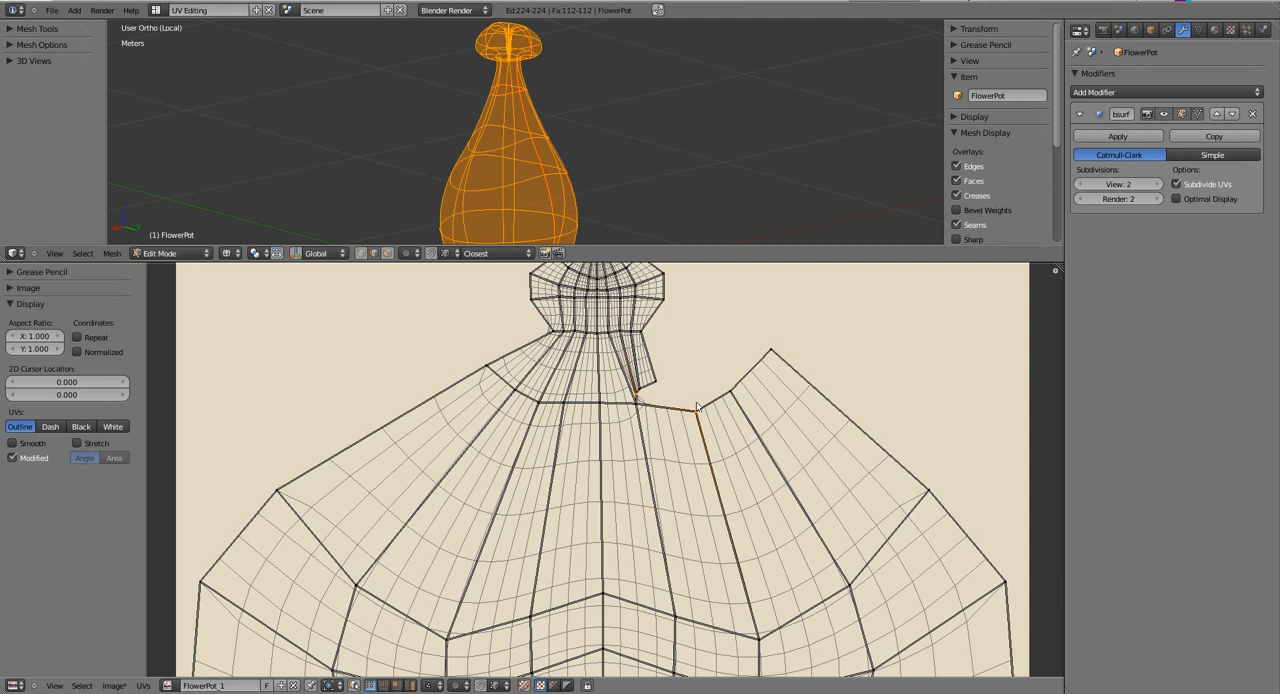 File Add Render Help UV Editing Scene Blender Render Ed:224-224 | Fa:112-112 | FlowerPot
Mesh Tools
Mesh Options
3D Views
User Ortho (Local)
Meters
(1) FlowerPot
Transform
Grease Pencil
View
Item
FlowerPot
Display
Mesh Display
Overlays:
Edges
Faces
Creases
Bevel Weights
Seams
Sharp
FlowerPot
Modifiers
Add Modifier
bsurf
Apply Copy
Catmull-Clark Simple
Subdivisions: Options:
View: 2 Subdivide UVs
Render: 2 Optimal Display
View Select Mesh Edit Mode Global Closest
Grease Pencil
Image
Display
Aspect Ratio: Coordinates:
X: 1.000 Repeat
Y: 1.000 Normalized
2D Cursor Location:
0.000
0.000
UVs:
Outline Dash Black White
Smooth Stretch
Modified Angle Area
View Select Image* UVs FlowerPot_1 F